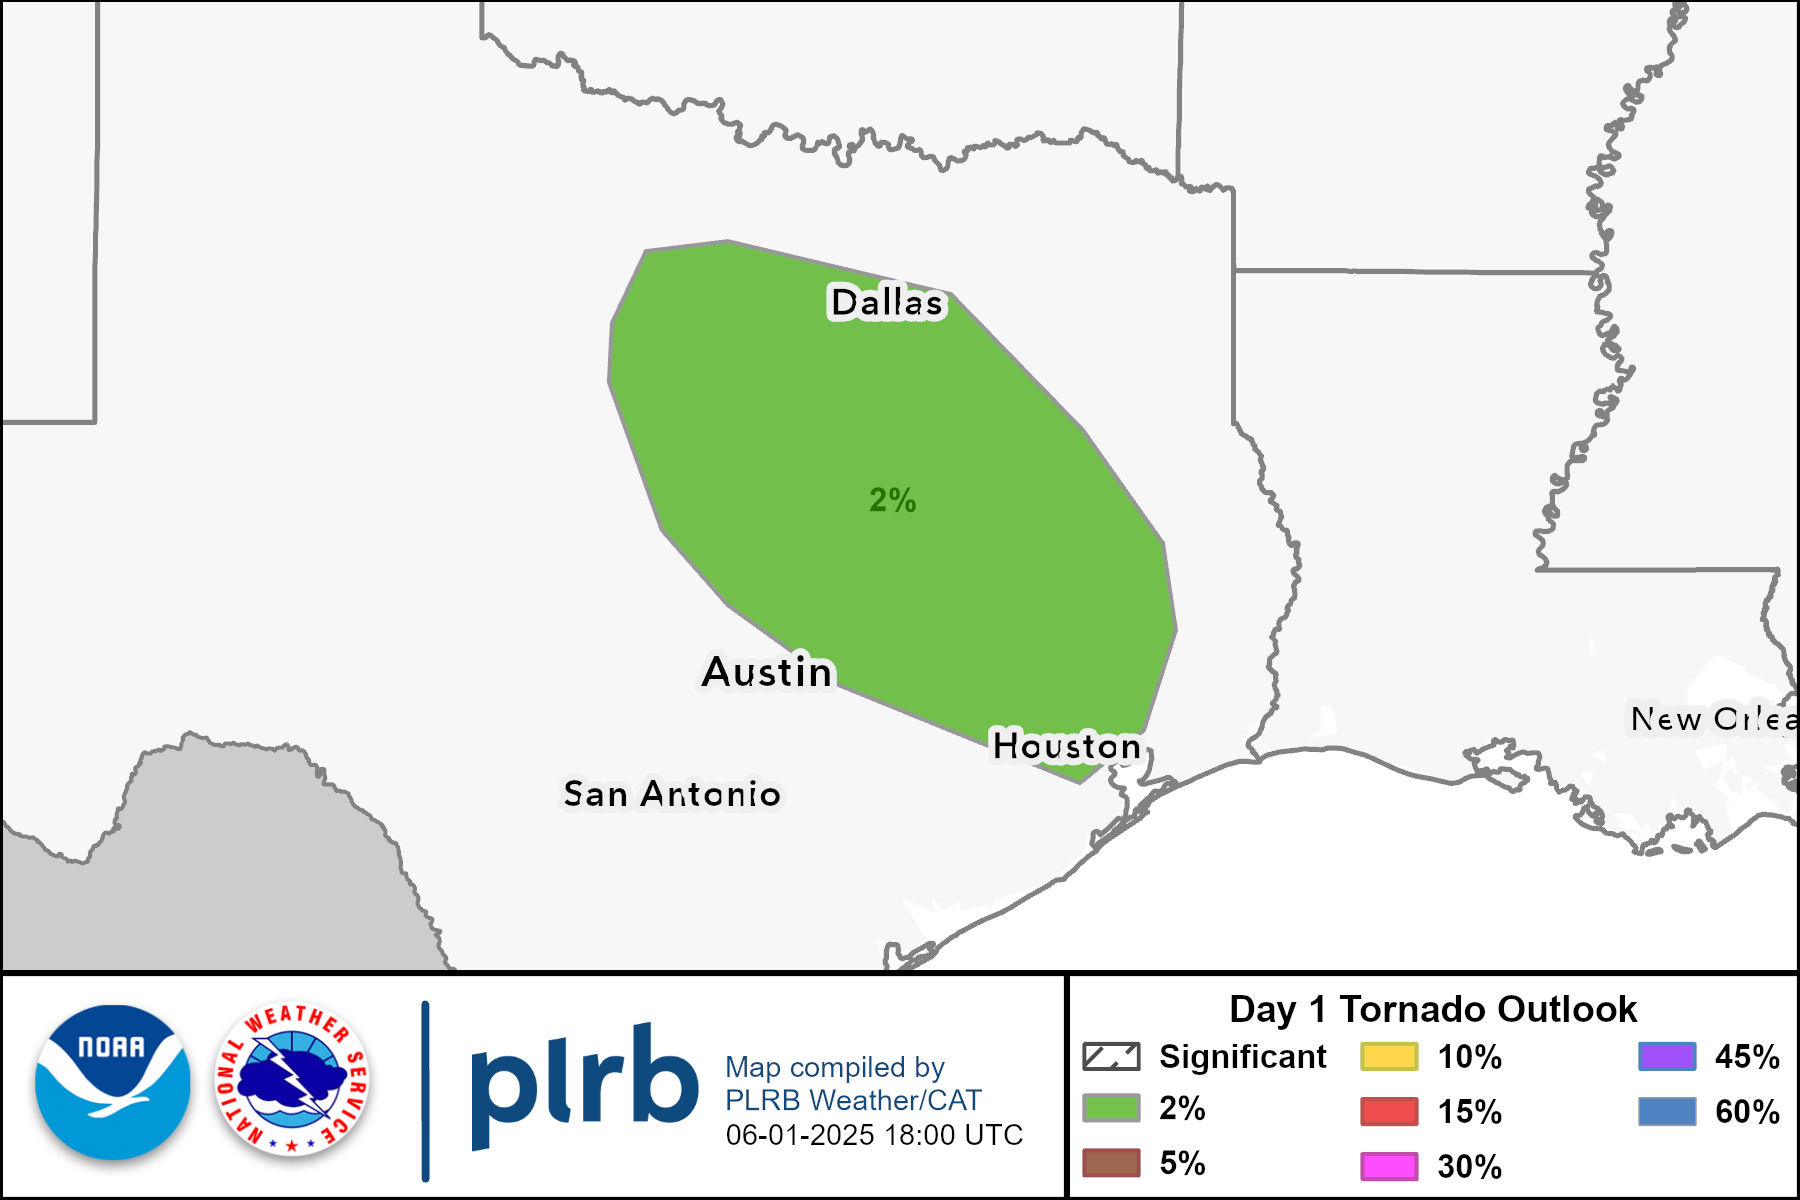 Dallas
2%
Austin
New Orlea
Houston
San Antonio
NOAA
NATIONAL WEATHER SERVICE
plrb
Map compiled by
PLRB Weather/CAT
06-01-2025 18:00 UTC
Day 1 Tornado Outlook
Significant
2%
5%
10%
15%
30%
45%
60%